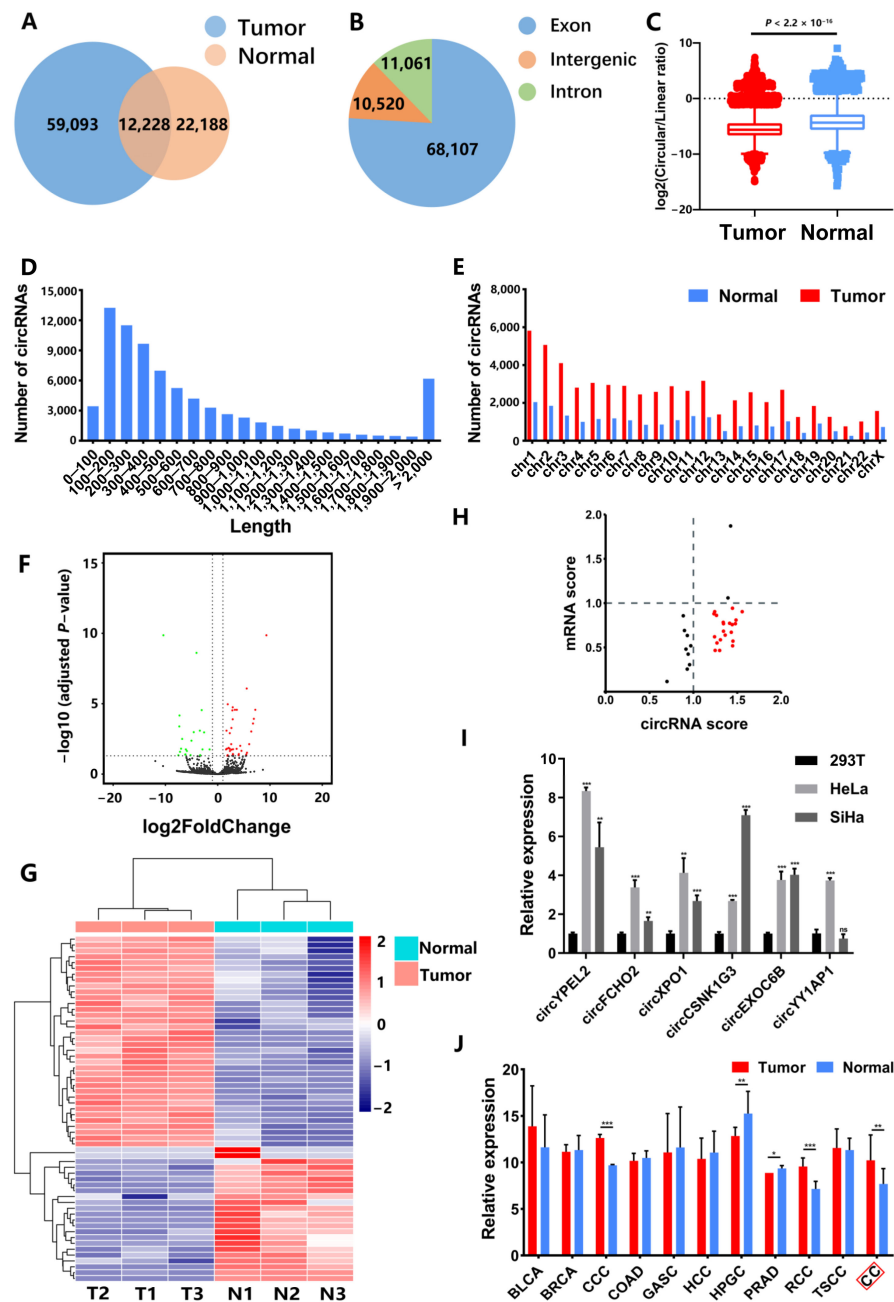 A
Tumor
Normal
59,093
12,228
22,188
B
Exon
Intergenic
Intron
11,061
10,520
68,107
C
P < 2.2 × 10⁻¹⁶
log2(Circular/Linear ratio)
10
0
−10
−20
Tumor
Normal
D
Number of circRNAs
15,000
12,000
9,000
6,000
3,000
0
0–100
100–200
200–300
300–400
400–500
500–600
600–700
700–800
800–900
900–1,000
1,000–1,100
1,100–1,200
1,200–1,300
1,300–1,400
1,400–1,500
1,500–1,600
1,600–1,700
1,700–1,800
1,800–1,900
1,900–2,000
> 2,000
Length
E
Number of circRNAs
8,000
6,000
4,000
2,000
0
Normal
Tumor
chr1
chr2
chr3
chr4
chr5
chr6
chr7
chr8
chr9
chr10
chr11
chr12
chr13
chr14
chr15
chr16
chr17
chr18
chr19
chr20
chr21
chr22
chrX
F
−log10 (adjusted P−value)
15
10
5
0
−20
−10
0
10
20
log2FoldChange
H
mRNA score
2.0
1.5
1.0
0.5
0.0
0.5
1.0
1.5
2.0
circRNA score
I
Relative expression
10
8
6
4
2
0
293T
HeLa
SiHa
***
**
***
**
**
***
***
***
***
***
***
ns
circYPEL2
circFCHO2
circXPO1
circCSNK1G3
circEXOC6B
circYY1AP1
G
2
1
0
−1
−2
Normal
Tumor
T2
T1
T3
N1
N2
N3
J
Relative expression
20
15
10
5
0
Tumor
Normal
***
**
*
***
**
BLCA
BRCA
CCC
COAD
GASC
HCC
HPGC
PRAD
RCC
TSCC
CC